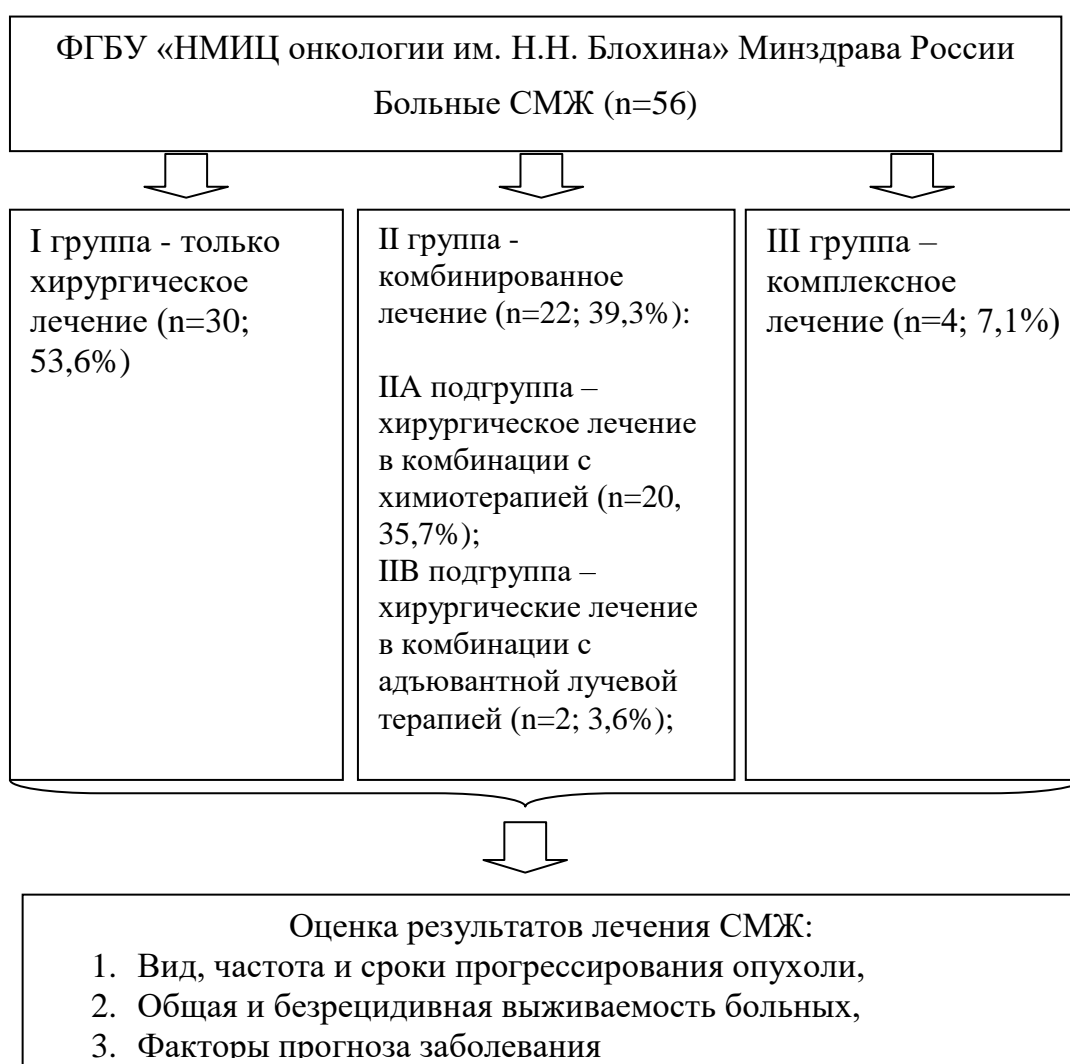 ФГБУ «НМИЦ онкологии им. Н.Н. Блохина» Минздрава России
Больные СМЖ (n=56)
I группа - только
хирургическое
лечение (n=30;
53,6%)
II группа -
комбинированное
лечение (n=22; 39,3%):
IIA подгруппа –
хирургическое лечение
в комбинации с
химиотерапией (n=20,
35,7%);
IIB подгруппа –
хирургические лечение
в комбинации с
адъювантной лучевой
терапией (n=2; 3,6%);
III группа –
комплексное
лечение (n=4; 7,1%)
Оценка результатов лечения СМЖ:
1. Вид, частота и сроки прогрессирования опухоли,
2. Общая и безрецидивная выживаемость больных,
3. Факторы прогноза заболевания